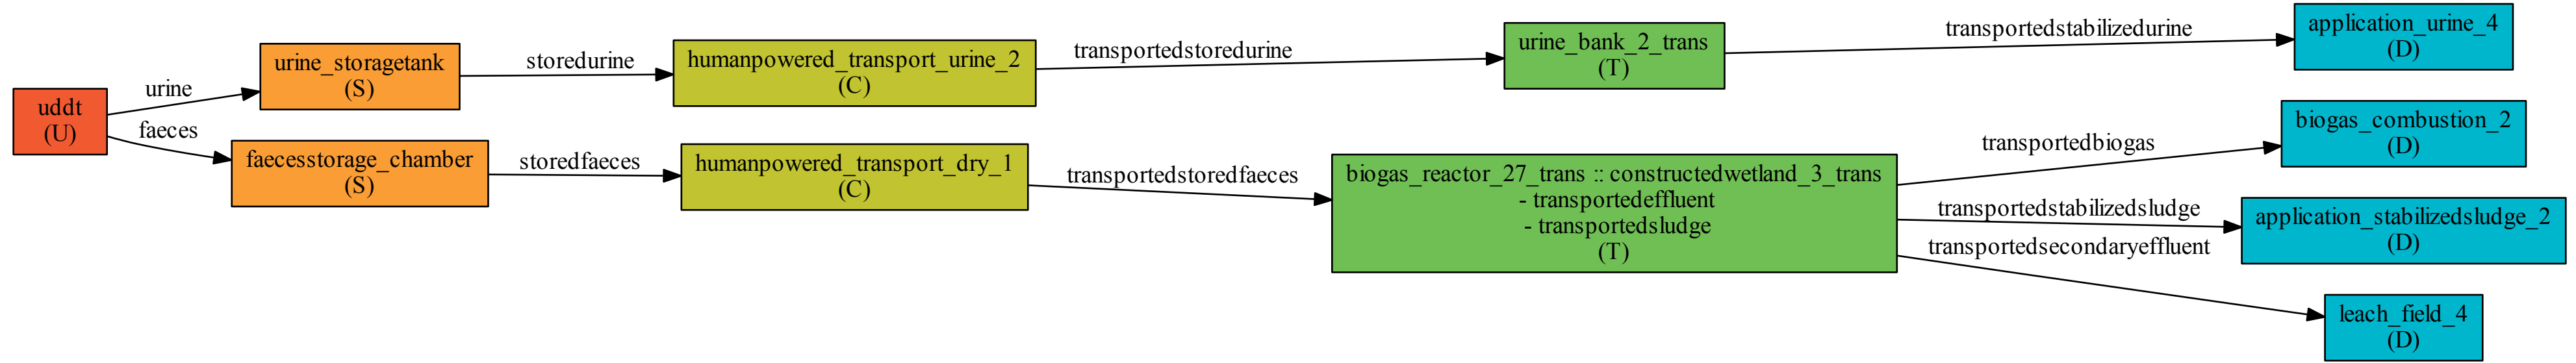 uddt
(U)
urine
faeces
urine_storagetank
(S)
faecesstorage_chamber
(S)
storedurine
storedfaeces
humanpowered_transport_urine_2
(C)
humanpowered_transport_dry_1
(C)
transportedstoredurine
transportedstoredfaeces
urine_bank_2_trans
(T)
biogas_reactor_27_trans :: constructedwetland_3_trans
- transportedeffluent
- transportedsludge
(T)
transportedstabilizedurine
transportedbiogas
transportedstabilizedsludge
transportedsecondaryeffluent
application_urine_4
(D)
biogas_combustion_2
(D)
application_stabilizedsludge_2
(D)
leach_field_4
(D)